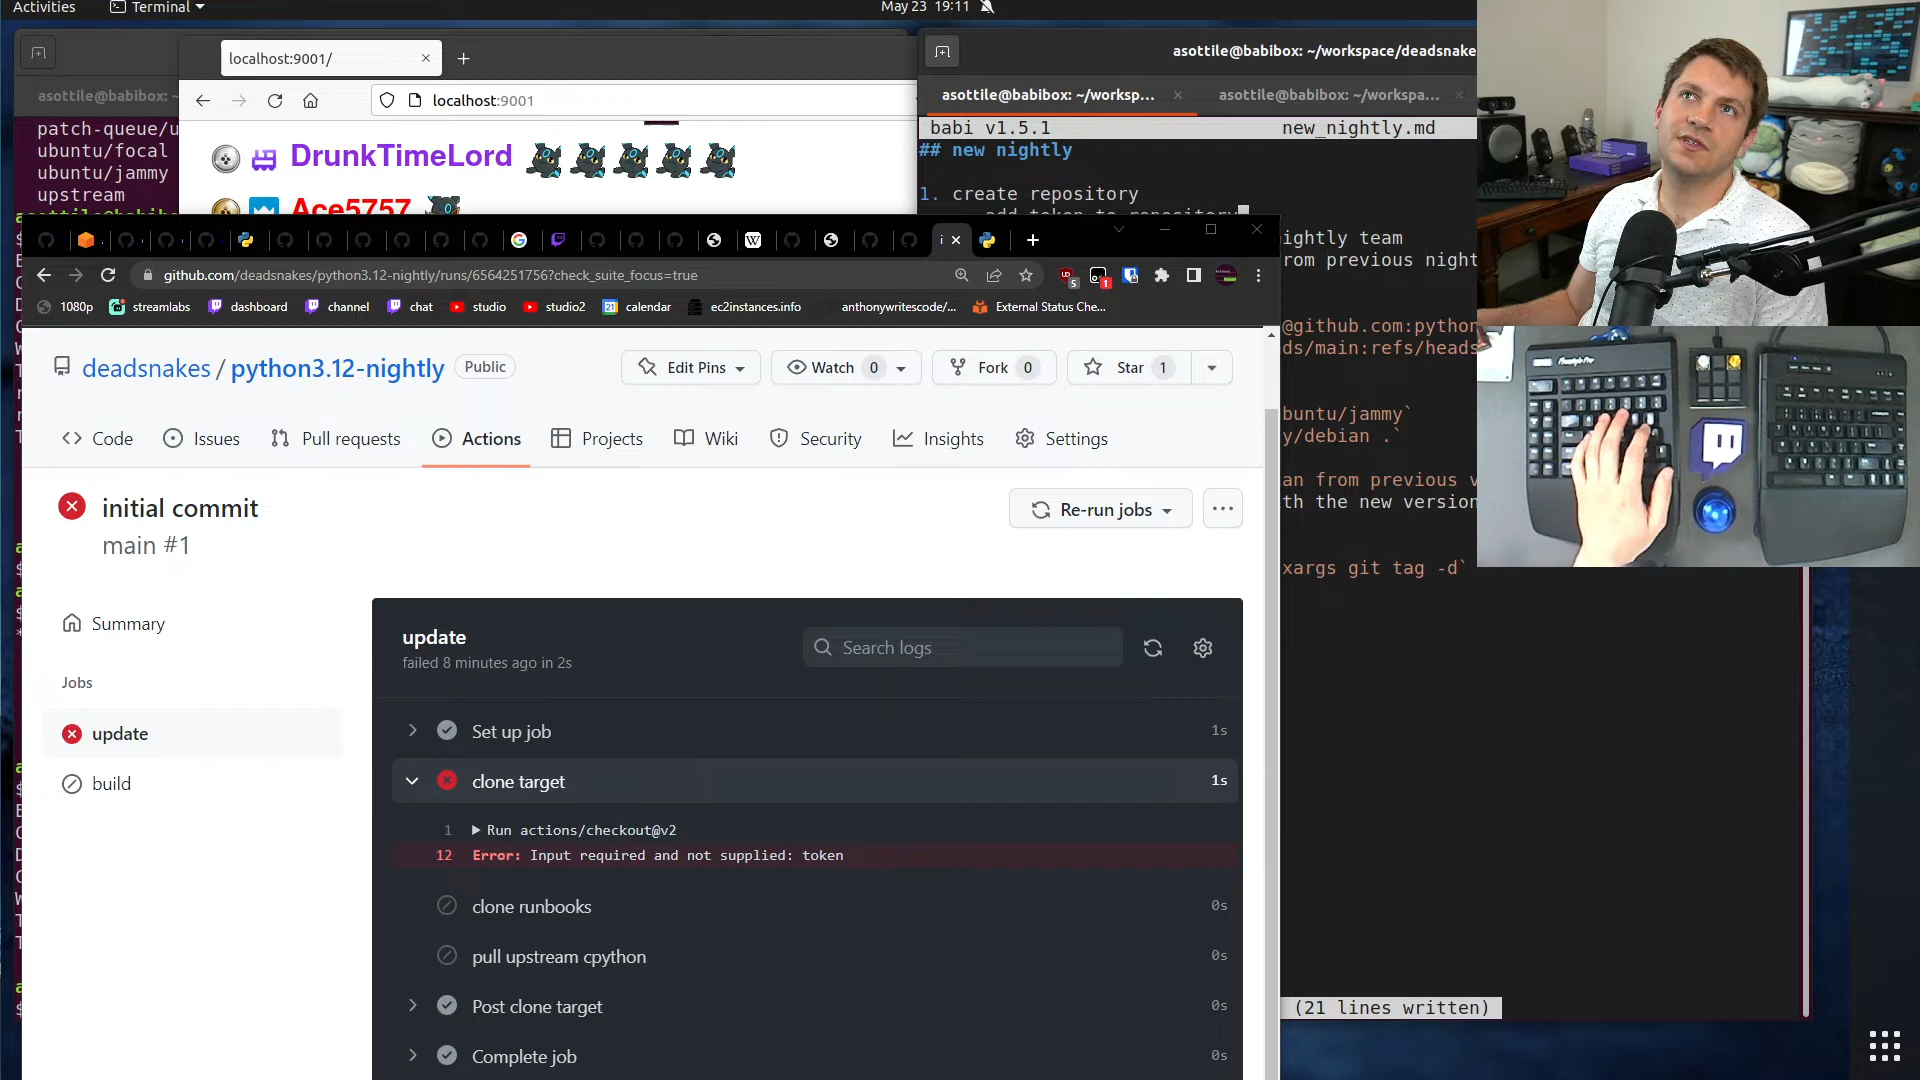 Activities
Terminal
May 23 19:11
localhost:9001/
asottile@babibox: ~/workspace/deadsnake
asottile@babibox: ~
localhost:9001
asottile@babibox: ~/worksp...
asottile@babibox: ~/workspa...
babi v1.5.1
new_nightly.md
patch-queue/u
ubuntu/focal
ubuntu/jammy
upstream
DrunkTimeLord
Ace5757
## new nightly
1. create repository
add token to repository
ightly team
rom previous night
@github.com:python
ds/main:refs/heads
buntu/jammy`
y/debian .`
an from previous v
th the new version
xargs git tag -d`
(21 lines written)
github.com/deadsnakes/python3.12-nightly/runs/6564251756?check_suite_focus=true
1080p
streamlabs
dashboard
channel
chat
studio
studio2
calendar
ec2instances.info
anthonywritescode/...
External Status Che...
deadsnakes / python3.12-nightly
Public
Edit Pins
Watch 0
Fork 0
Star 1
Code
Issues
Pull requests
Actions
Projects
Wiki
Security
Insights
Settings
initial commit
main #1
Re-run jobs
Summary
Jobs
update
build
update
failed 8 minutes ago in 2s
Search logs
Set up job 1s
clone target 1s
1 Run actions/checkout@v2
12 Error: Input required and not supplied: token
clone runbooks 0s
pull upstream cpython 0s
Post clone target 0s
Complete job 0s